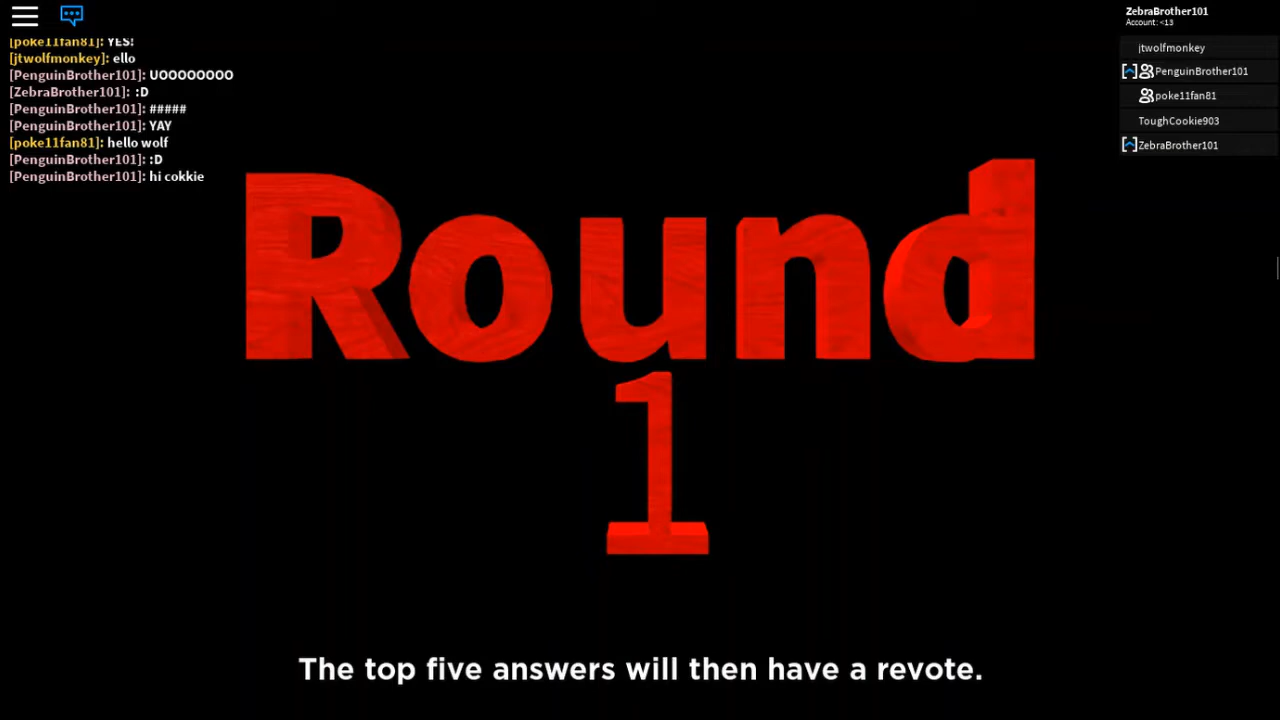 [poke11fan81]: YES!
[jtwolfmonkey]: ello
[PenguinBrother101]: UOOOOOOOO
[ZebraBrother101]: :D
[PenguinBrother101]: #####
[PenguinBrother101]: YAY
[poke11fan81]: hello wolf
[PenguinBrother101]: :D
[PenguinBrother101]: hi cokkie
ZebraBrother101
Account: <13
jtwolfmonkey
PenguinBrother101
poke11fan81
ToughCookie903
ZebraBrother101
Round
1
The top five answers will then have a revote.